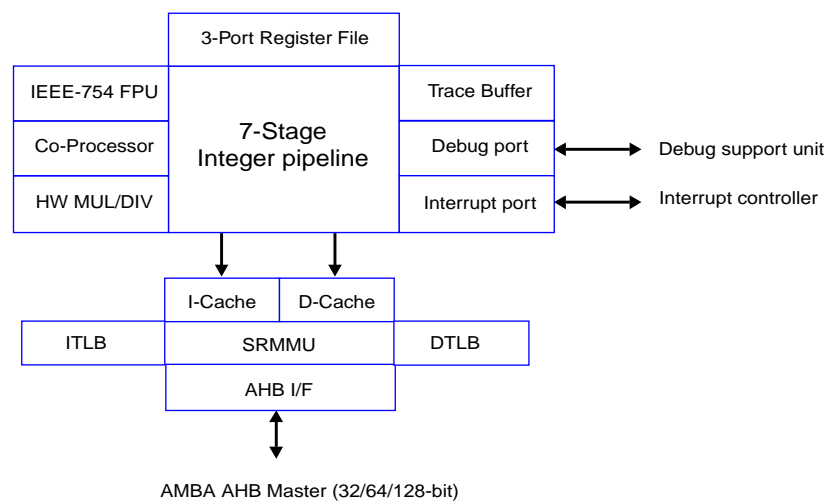 3-Port Register File
IEEE-754 FPU
Co-Processor
HW MUL/DIV
7-Stage
Integer pipeline
Trace Buffer
Debug port
Interrupt port
Debug support unit
Interrupt controller
I-Cache
D-Cache
ITLB
SRMMU
DTLB
AHB I/F
AMBA AHB Master (32/64/128-bit)